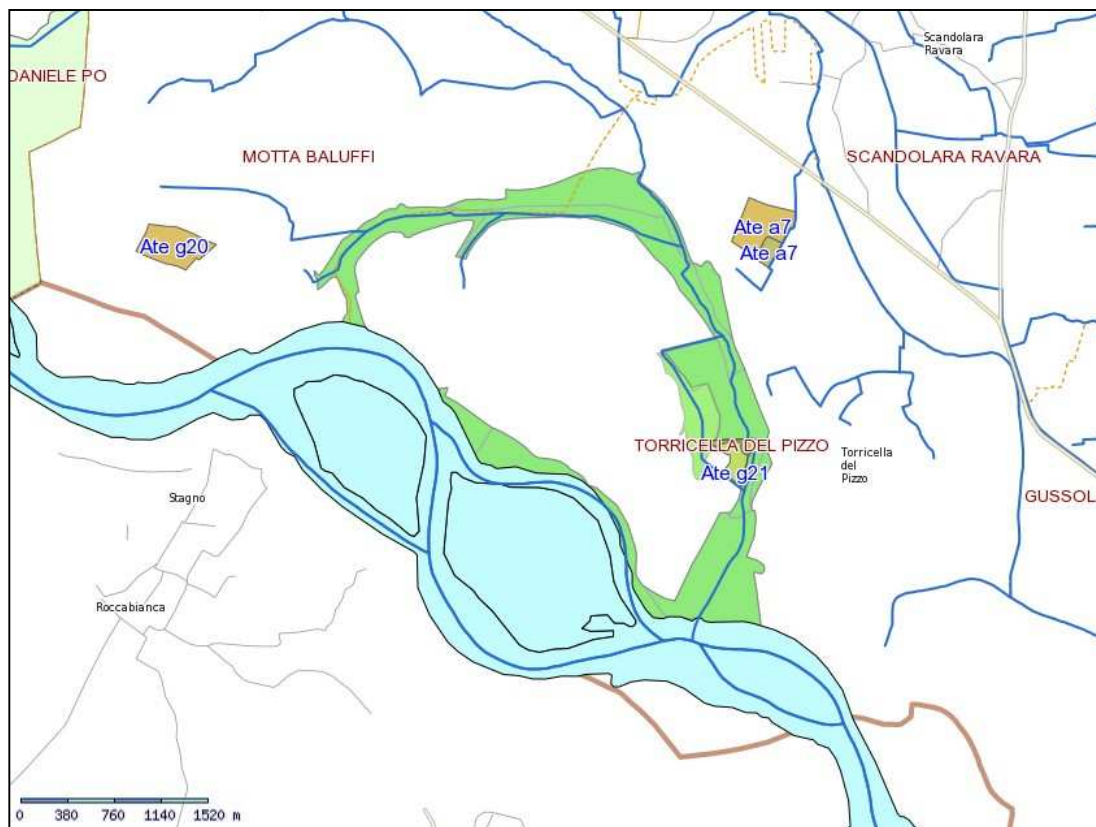 Scandolara
Ravara
DANIELE PO
MOTTA BALUFFI
SCANDOLARA RAVARA
Ate a7
Ate g20
Ate a7
TORRICELLA DEL PIZZO
Torricella
del
Pizzo
Ate g21
GUSSOL
Stagno
Roccabianca
0 380 760 1140 1520 m